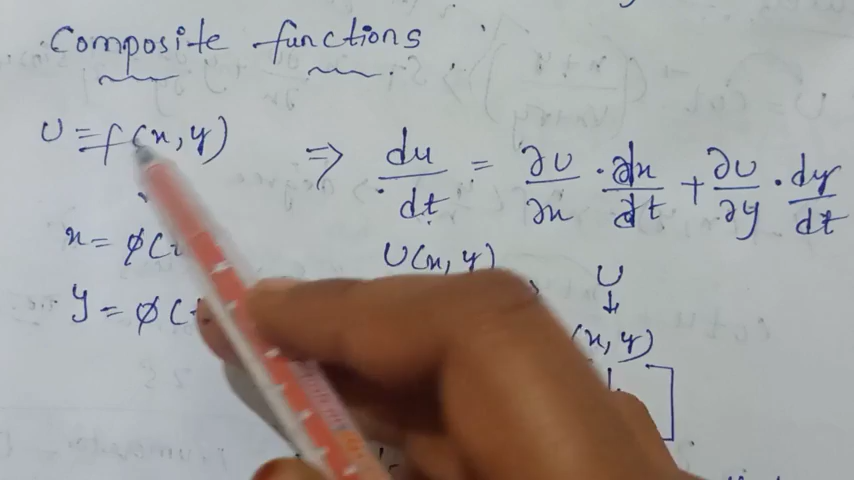 Composite functions
U = f(x, y) ⇒ du/dt = ∂U/∂x · dx/dt + ∂U/∂y · dy/dt
x = φ(t
y = φ(t
U(x, y)
U
↓
(x, y)
↓